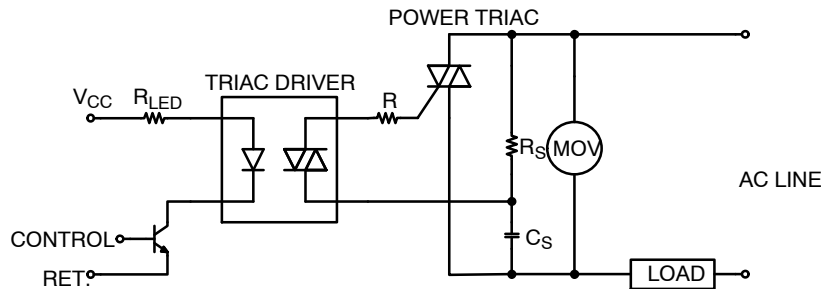 POWER TRIAC
TRIAC DRIVER
VCC
RLED
R
RS
MOV
AC LINE
CONTROL
CS
RET.
LOAD